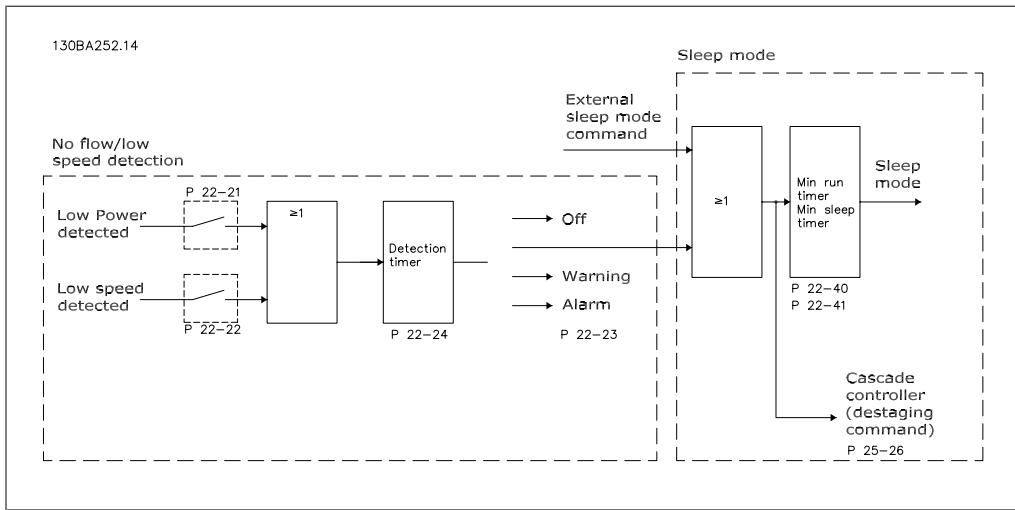 130BA252.14
Sleep mode
External
sleep mode
command
No flow/low
speed detection
P 22-21
Low Power
detected
≥1
Low speed
detected
P 22-22
Detection
timer
P 22-24
Off
Warning
Alarm
P 22-23
≥1
Min run
timer
Min sleep
timer
P 22-40
P 22-41
Sleep
mode
Cascade
controller
(destaging
command)
P 25-26